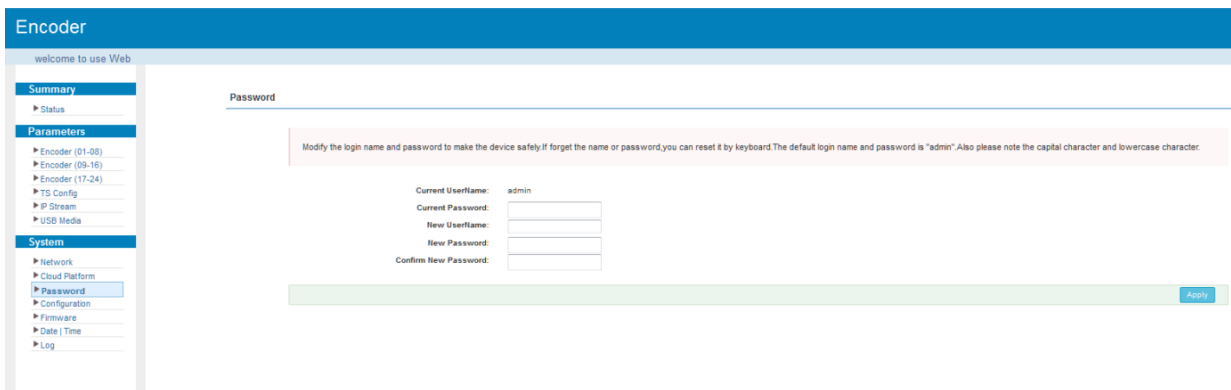 Encoder
welcome to use Web
Summary
Status
Parameters
Encoder (01-08)
Encoder (09-16)
Encoder (17-24)
TS Config
IP Stream
USB Media
System
Network
Cloud Platform
Password
Configuration
Firmware
Date | Time
Log
Password
Modify the login name and password to make the device safely.If forget the name or password,you can reset it by keyboard.The default login name and password is "admin".Also please note the capital character and lowercase character.
Current UserName: admin
Current Password:
New UserName:
New Password:
Confirm New Password:
Apply